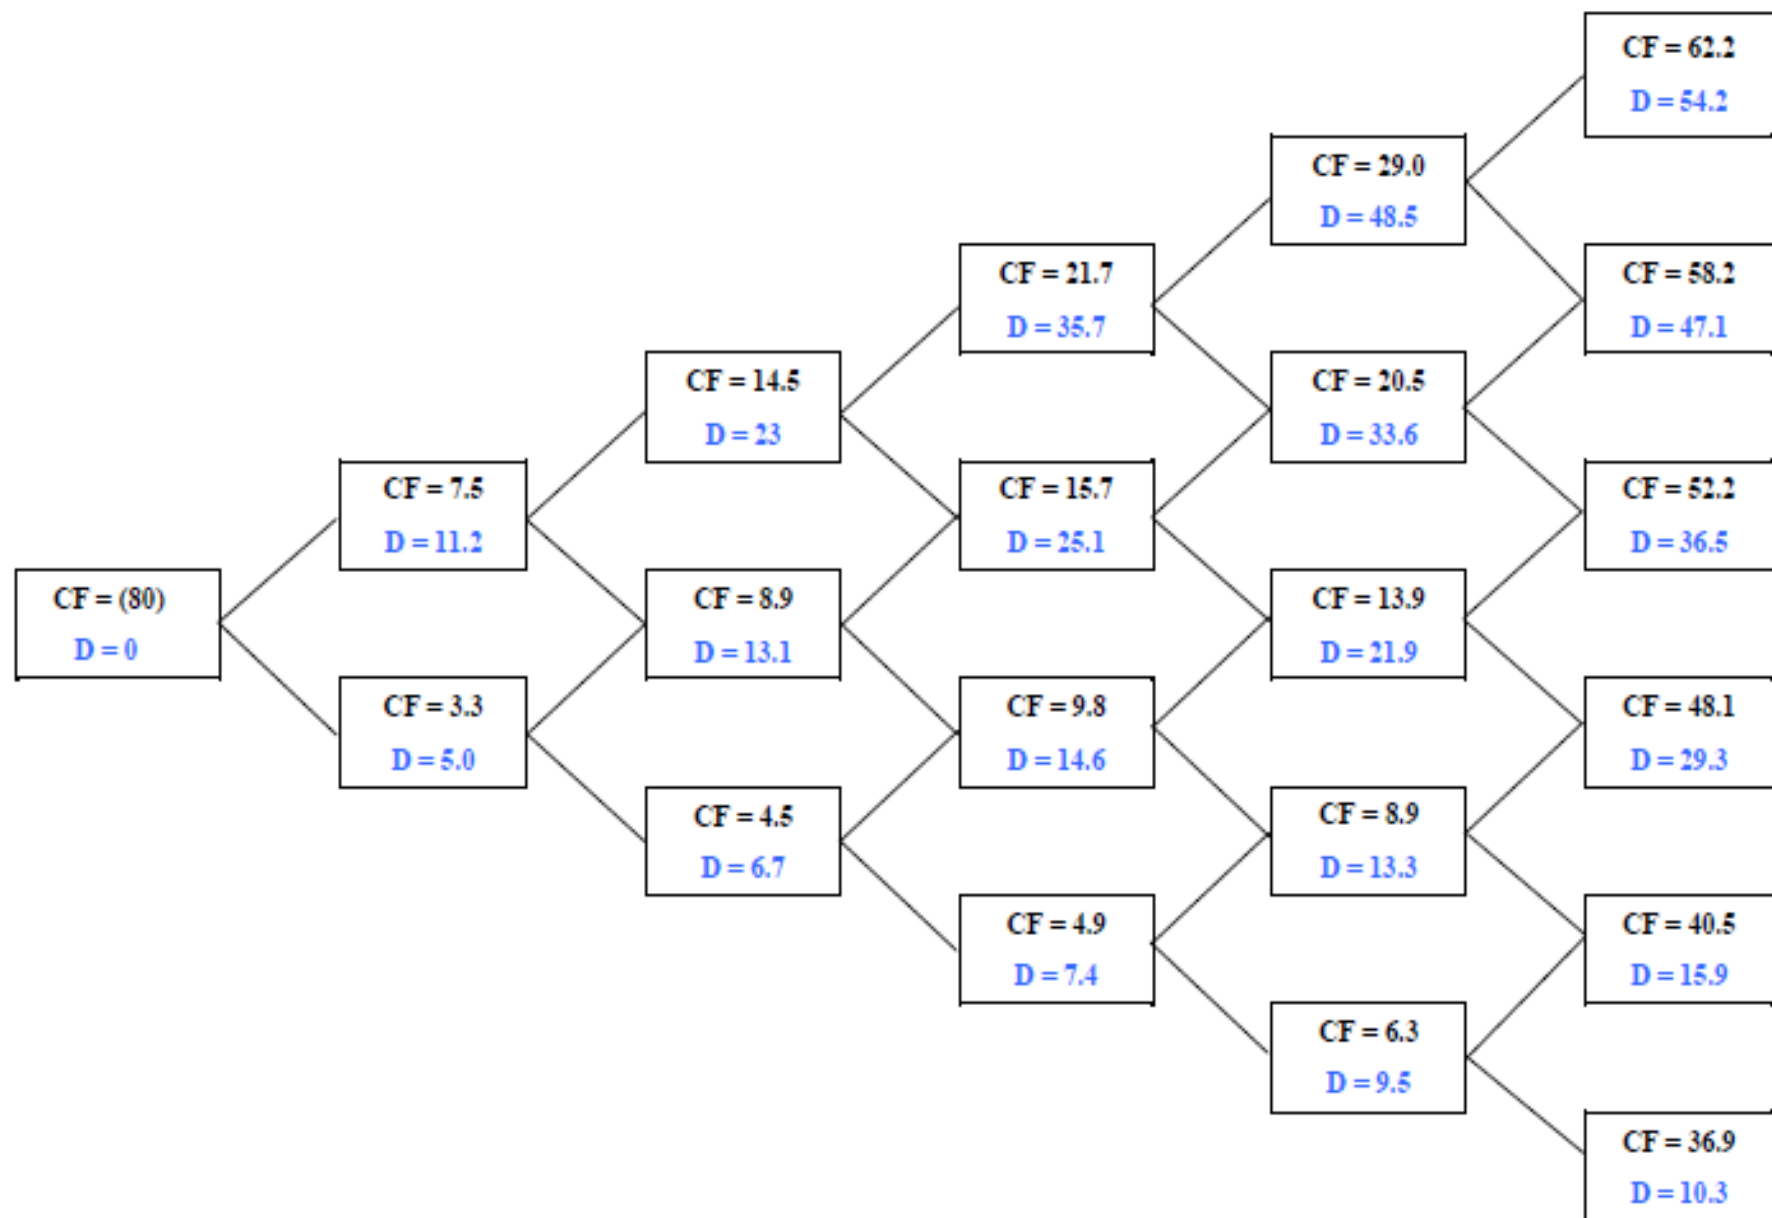 CF = (80)
D = 0
CF = 7.5
D = 11.2
CF = 3.3
D = 5.0
CF = 14.5
D = 23
CF = 8.9
D = 13.1
CF = 4.5
D = 6.7
CF = 21.7
D = 35.7
CF = 15.7
D = 25.1
CF = 9.8
D = 14.6
CF = 4.9
D = 7.4
CF = 29.0
D = 48.5
CF = 20.5
D = 33.6
CF = 13.9
D = 21.9
CF = 8.9
D = 13.3
CF = 6.3
D = 9.5
CF = 62.2
D = 54.2
CF = 58.2
D = 47.1
CF = 52.2
D = 36.5
CF = 48.1
D = 29.3
CF = 40.5
D = 15.9
CF = 36.9
D = 10.3